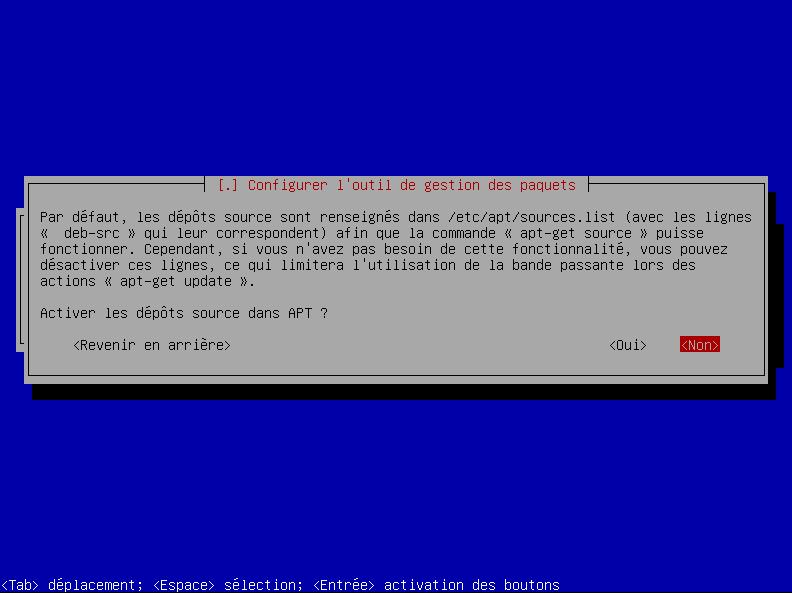 [.] Configurer l'outil de gestion des paquets
Par défaut, les dépôts source sont renseignés dans /etc/apt/sources.list (avec les lignes
«  deb-src » qui leur correspondent) afin que la commande « apt-get source » puisse
fonctionner. Cependant, si vous n'avez pas besoin de cette fonctionnalité, vous pouvez
désactiver ces lignes, ce qui limitera l'utilisation de la bande passante lors des
actions « apt-get update ».
Activer les dépôts source dans APT ?
<Revenir en arrière> <Oui> <Non>
<Tab> déplacement; <Espace> sélection; <Entrée> activation des boutons